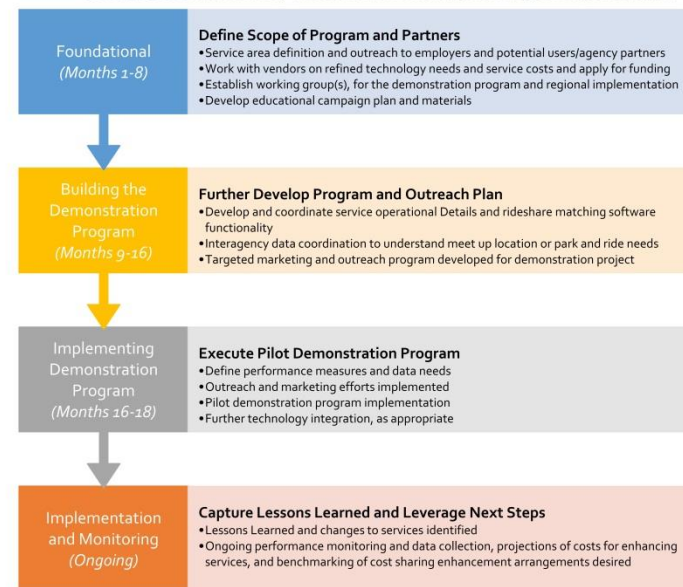 Foundational
(Months 1-8)
Define Scope of Program and Partners
•Service area definition and outreach to employers and potential users/agency partners
•Work with vendors on refined technology needs and service costs and apply for funding
•Establish working group(s), for the demonstration program and regional implementation
•Develop educational campaign plan and materials
Building the
Demonstration
Program
(Months 9-16)
Further Develop Program and Outreach Plan
•Develop and coordinate service operational Details and rideshare matching software
functionality
•Interagency data coordination to understand meet up location or park and ride needs
•Targeted marketing and outreach program developed for demonstration project
Implementing
Demonstration
Program
(Months 16-18)
Execute Pilot Demonstration Program
•Define performance measures and data needs
•Outreach and marketing efforts implemented
•Pilot demonstration program implementation
•Further technology integration, as appropriate
Implementation
and Monitoring
(Ongoing)
Capture Lessons Learned and Leverage Next Steps
•Lessons Learned and changes to services identified
•Ongoing performance monitoring and data collection, projections of costs for enhancing
services, and benchmarking of cost sharing enhancement arrangements desired